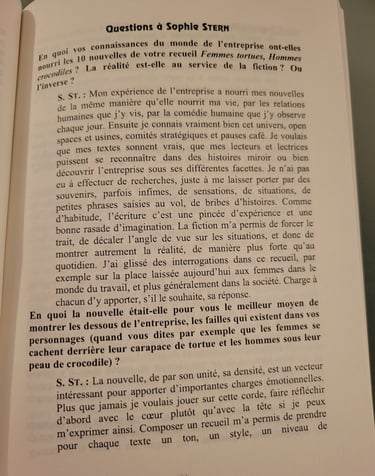 Questions à Sophie STERN
En quoi vos connaissances du monde de l'entreprise ont-elles
nourri les 10 nouvelles de votre recueil Femmes tortues, Hommes
crocodiles ? La réalité est-elle au service de la fiction ? Ou
l'inverse ?
S. ST. : Mon expérience de l'entreprise a nourri mes nouvelles
de la même manière qu'elle nourrit ma vie, par les relations
humaines que j'y vis, par la comédie humaine que j'y observe
chaque jour. Ensuite je connais vraiment bien cet univers, open
spaces et usines, comités stratégiques et pauses café. Je voulais
que mes textes sonnent vrais, que mes lecteurs et lectrices
puissent se reconnaître dans des histoires miroir ou bien
découvrir l'entreprise sous ses différentes facettes. Je n'ai pas
eu à effectuer de recherches, juste à me laisser porter par des
souvenirs, parfois infimes, de sensations, de situations, de
petites phrases saisies au vol, de bribes d'histoires. Comme
d'habitude, l'écriture c'est une pincée d'expérience et une
bonne rasade d'imagination. La fiction m'a permis de forcer le
trait, de décaler l'angle de vue sur les situations, et donc de
montrer autrement la réalité, de manière plus forte qu'au
quotidien. J'ai glissé des interrogations dans ce recueil, par
exemple sur la place laissée aujourd'hui aux femmes dans le
monde du travail, et plus généralement dans la société. Charge à
chacun d'y apporter, s'il le souhaite, sa réponse.
En quoi la nouvelle était-elle pour vous le meilleur moyen de
montrer les dessous de l'entreprise, les failles qui existent dans vos
personnages (quand vous dites par exemple que les femmes se
cachent derrière leur carapace de tortue et les hommes sous leur
peau de crocodile) ?
S. ST. : La nouvelle, de par son unité, sa densité, est un vecteur
intéressant pour apporter d'importantes charges émotionnelles.
Plus que jamais je voulais jouer sur cette corde, faire réfléchir
d'abord avec le cœur plutôt qu'avec la tête si je peux
m'exprimer ainsi. Composer un recueil m'a permis de prendre
pour chaque texte un ton, un style, un niveau de